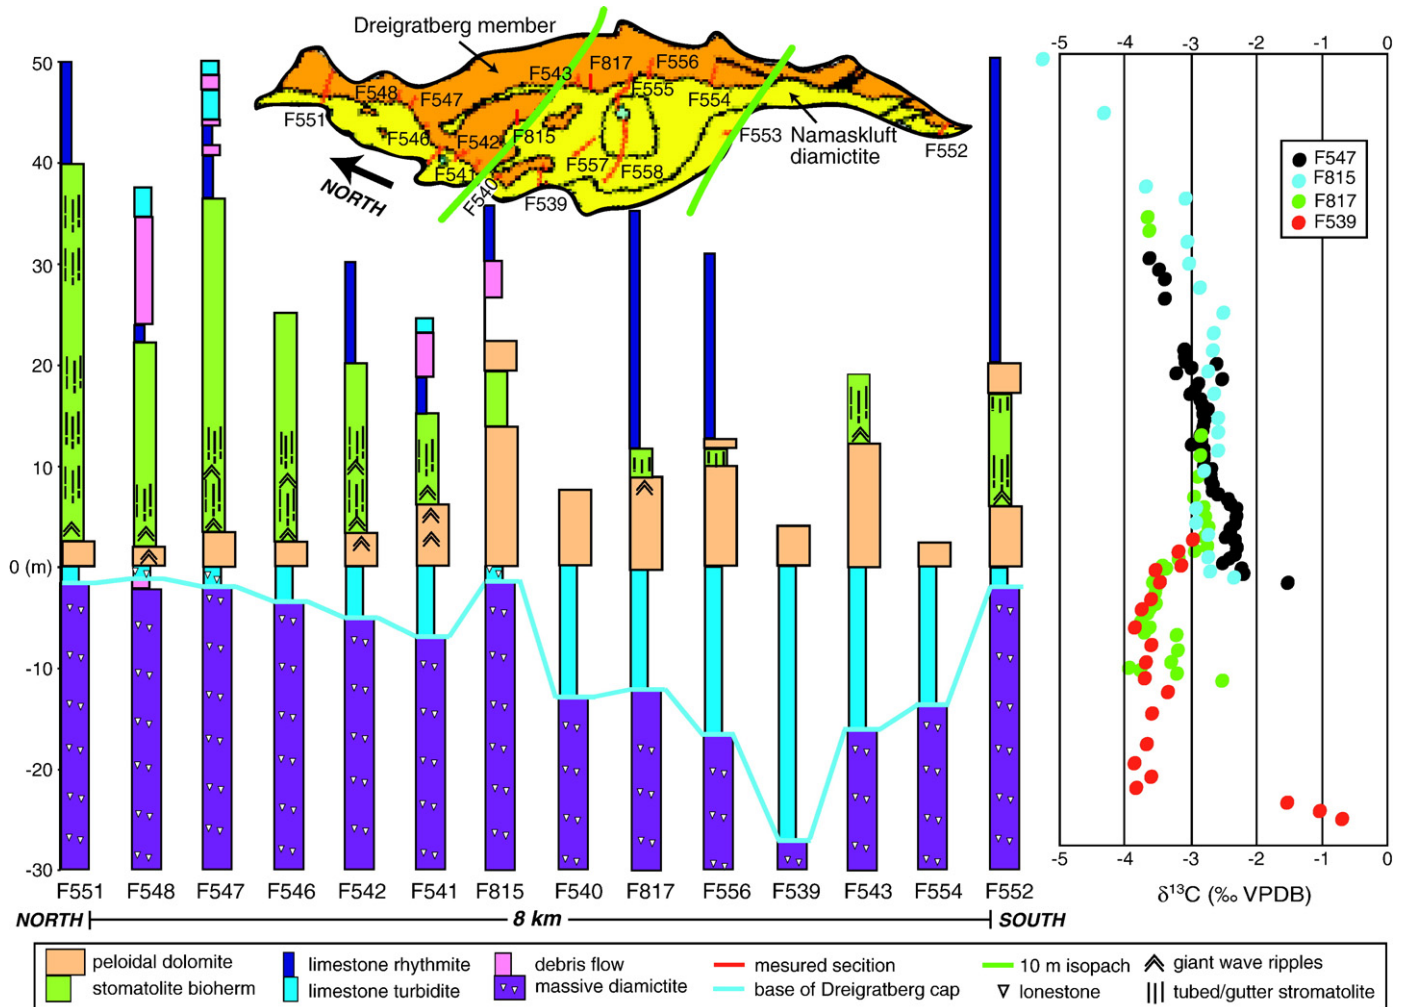 Dreigratberg member
F543
F817
F556
F548
F547
F555
F554
F551
F546
F542
F815
F553
Namaskluft
diamictite
F541
F557
F558
F552
F540
F539
NORTH
50
40
30
20
10
0 (m)
-10
-20
-30
F551 F548 F547 F546 F542 F541 F815 F540 F817 F556 F539 F543 F554 F552
NORTH 8 km SOUTH
-5 -4 -3 -2 -1 0
F547
F815
F817
F539
-5 -4 -3 -2 -1 0
δ13C (‰ VPDB)
peloidal dolomite limestone rhythmite debris flow mesured secition 10 m isopach giant wave ripples
stomatolite bioherm limestone turbidite massive diamictite base of Dreigratberg cap lonestone tubed/gutter stromatolite